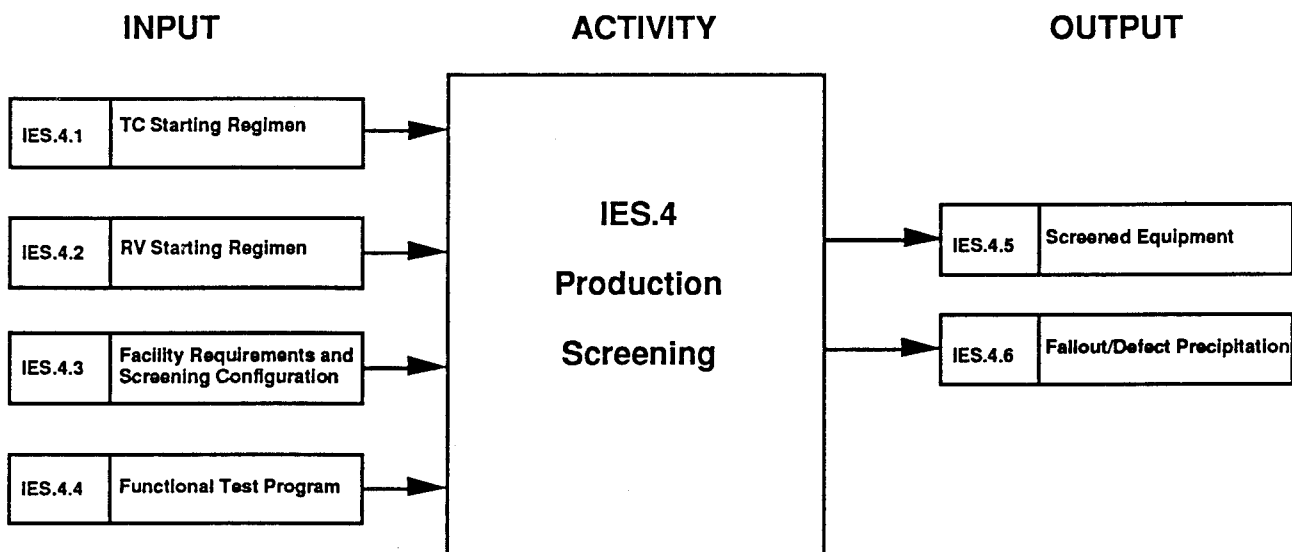 INPUT
ACTIVITY
OUTPUT
IES.4.1
TC Starting Regimen
IES.4.2
RV Starting Regimen
IES.4.3
Facility Requirements and
Screening Configuration
IES.4.4
Functional Test Program
IES.4
Production
Screening
IES.4.5
Screened Equipment
IES.4.6
Fallout/Defect Precipitation